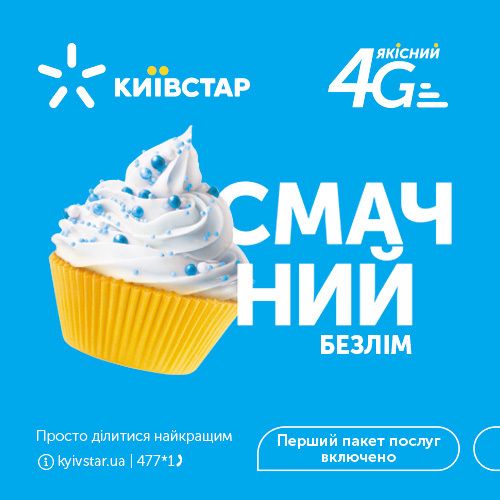 КИЇВСТАР
ЯКІСНИЙ
4G
СМАЧ
НИЙ
БЕЗЛІМ
Просто ділитися найкращим
kyivstar.ua | 477*1
Перший пакет послуг
включено